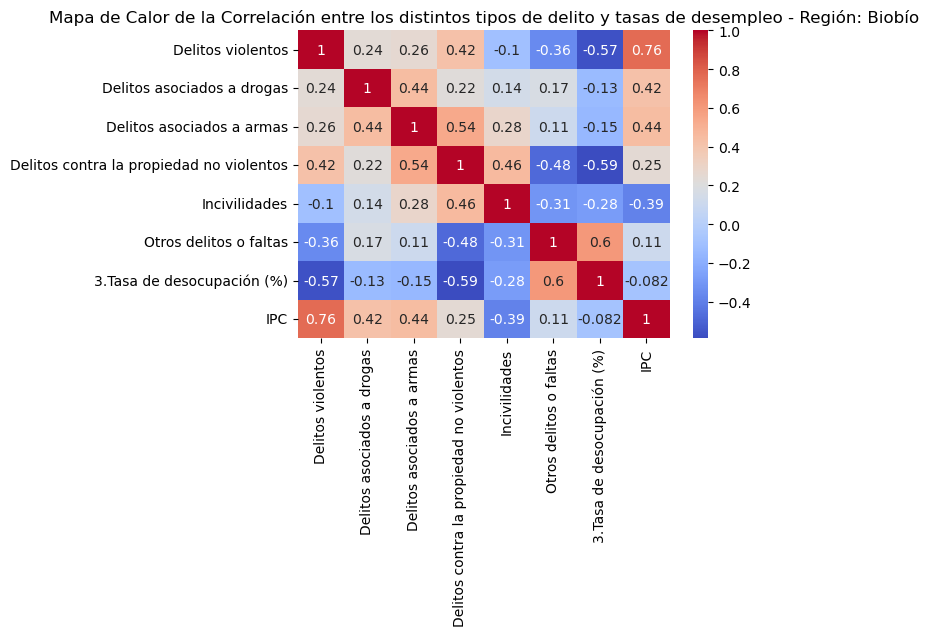 Mapa de Calor de la Correlación entre los distintos tipos de delito y tasas de desempleo - Región: Biobío
Delitos violentos 1 0.24 0.26 0.42 -0.1 -0.36 -0.57 0.76
Delitos asociados a drogas 0.24 1 0.44 0.22 0.14 0.17 -0.13 0.42
Delitos asociados a armas 0.26 0.44 1 0.54 0.28 0.11 -0.15 0.44
Delitos contra la propiedad no violentos 0.42 0.22 0.54 1 0.46 -0.48 -0.59 0.25
Incivilidades -0.1 0.14 0.28 0.46 1 -0.31 -0.28 -0.39
Otros delitos o faltas -0.36 0.17 0.11 -0.48 -0.31 1 0.6 0.11
3.Tasa de desocupación (%) -0.57 -0.13 -0.15 -0.59 -0.28 0.6 1 -0.082
IPC 0.76 0.42 0.44 0.25 -0.39 0.11 -0.082 1
Delitos violentos
Delitos asociados a drogas
Delitos asociados a armas
Delitos contra la propiedad no violentos
Incivilidades
Otros delitos o faltas
3.Tasa de desocupación (%)
IPC
1.0
0.8
0.6
0.4
0.2
0.0
−0.2
−0.4